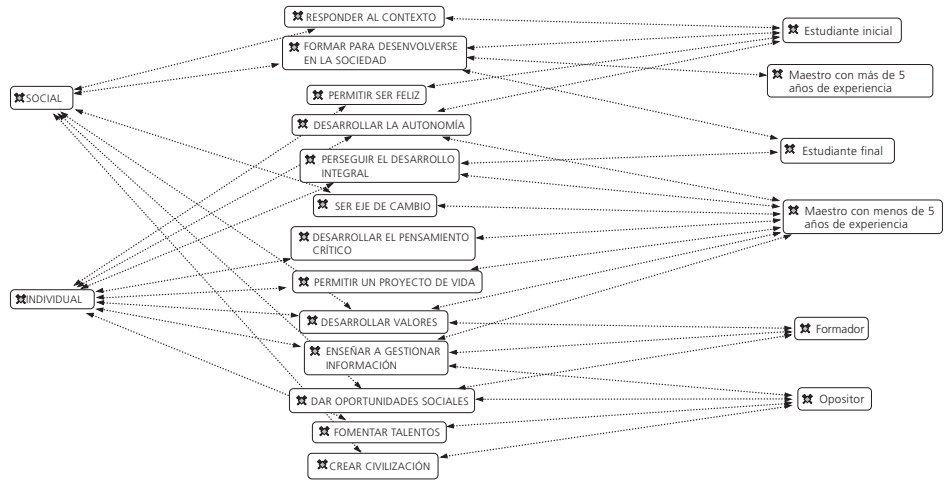 SOCIAL
INDIVIDUAL
RESPONDER AL CONTEXTO
FORMAR PARA DESENVOLVERSE
EN LA SOCIEDAD
PERMITIR SER FELIZ
DESARROLLAR LA AUTONOMÍA
PERSEGUIR EL DESARROLLO
INTEGRAL
SER EJE DE CAMBIO
DESARROLLAR EL PENSAMIENTO
CRÍTICO
PERMITIR UN PROYECTO DE VIDA
DESARROLLAR VALORES
ENSEÑAR A GESTIONAR
INFORMACIÓN
DAR OPORTUNIDADES SOCIALES
FOMENTAR TALENTOS
CREAR CIVILIZACIÓN
Estudiante inicial
Maestro con más de 5
años de experiencia
Estudiante final
Maestro con menos de 5
años de experiencia
Formador
Opositor